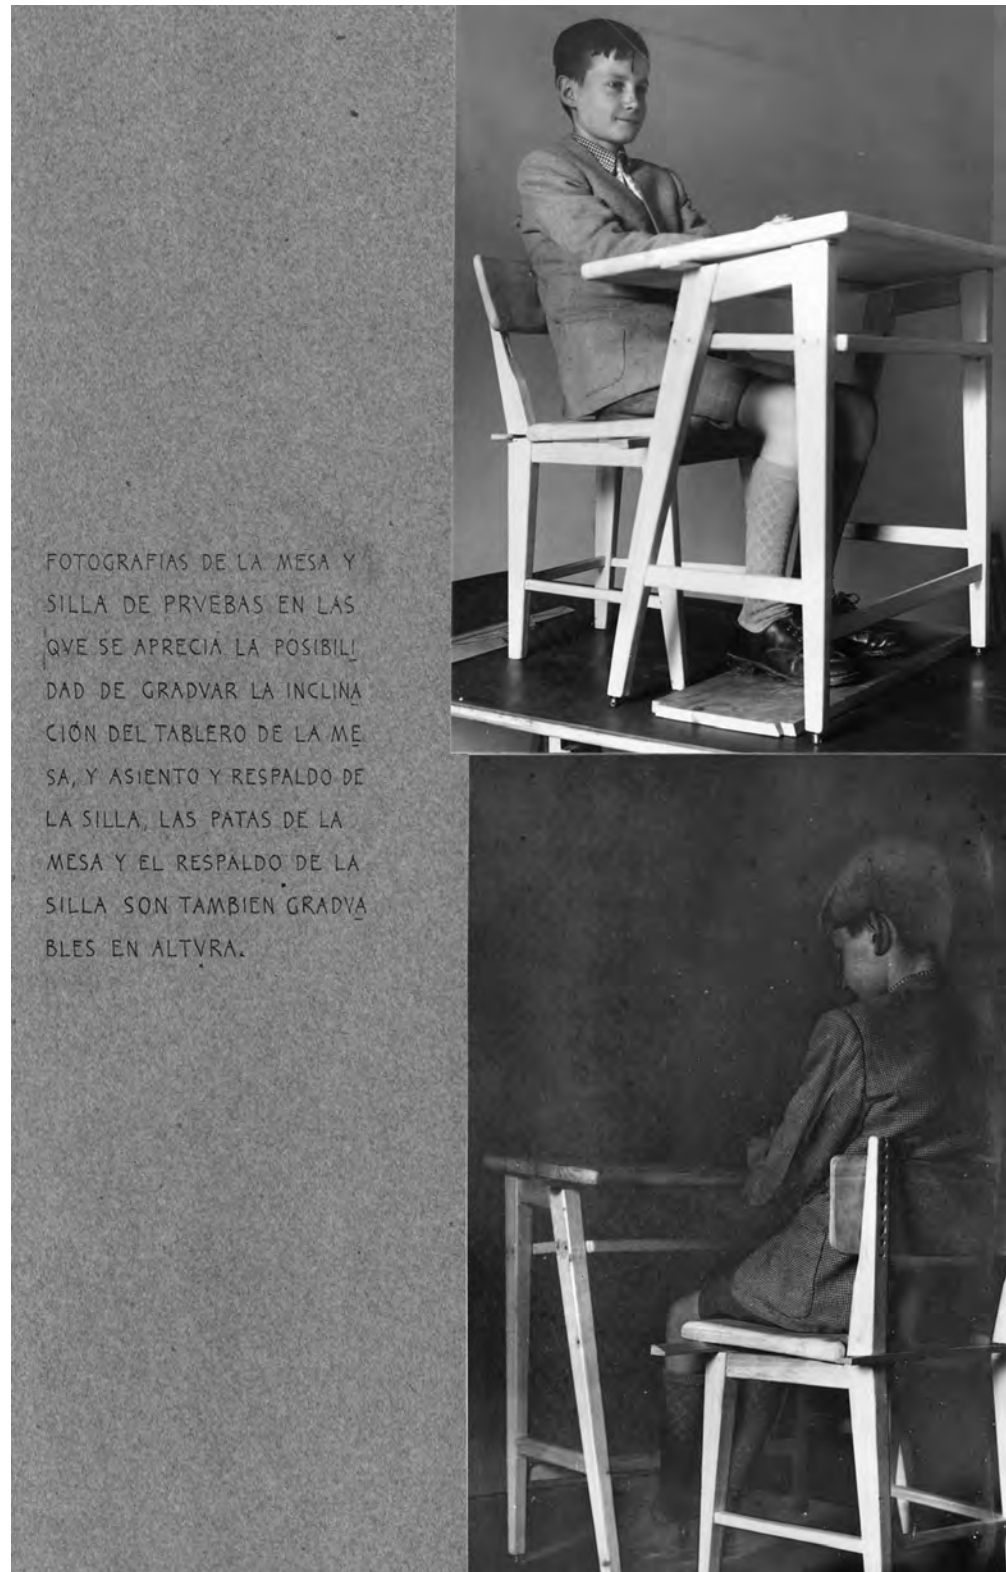 FOTOGRAFIAS DE LA MESA Y
SILLA DE PRVEBAS EN LAS
QVE SE APRECIA LA POSIBILI
DAD DE GRADVAR LA INCLINA
CIÓN DEL TABLERO DE LA ME
SA, Y ASIENTO Y RESPALDO DE
LA SILLA, LAS PATAS DE LA
MESA Y EL RESPALDO DE LA
SILLA SON TAMBIEN GRADVA
BLES EN ALTVRA.